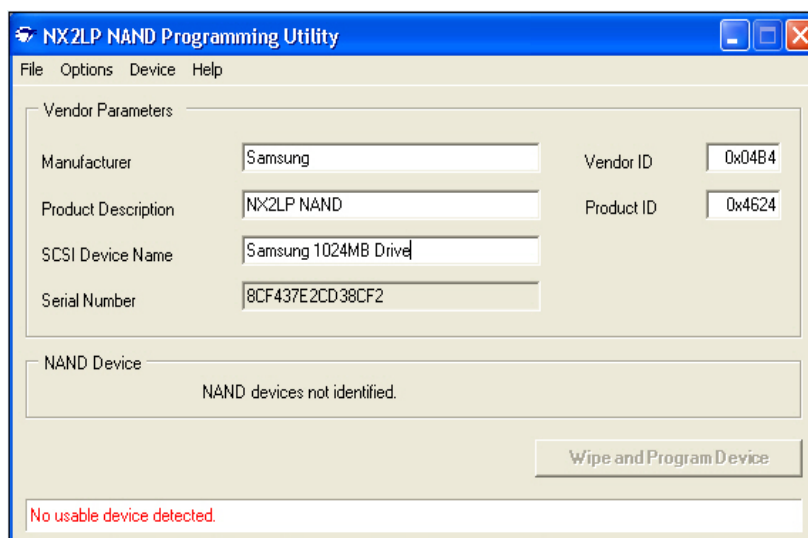 NX2LP NAND Programming Utility
File Options Device Help
Vendor Parameters
Manufacturer Samsung Vendor ID 0x04B4
Product Description NX2LP NAND Product ID 0x4624
SCSI Device Name Samsung 1024MB Drive
Serial Number 8CF437E2CD38CF2
NAND Device
NAND devices not identified.
Wipe and Program Device
No usable device detected.